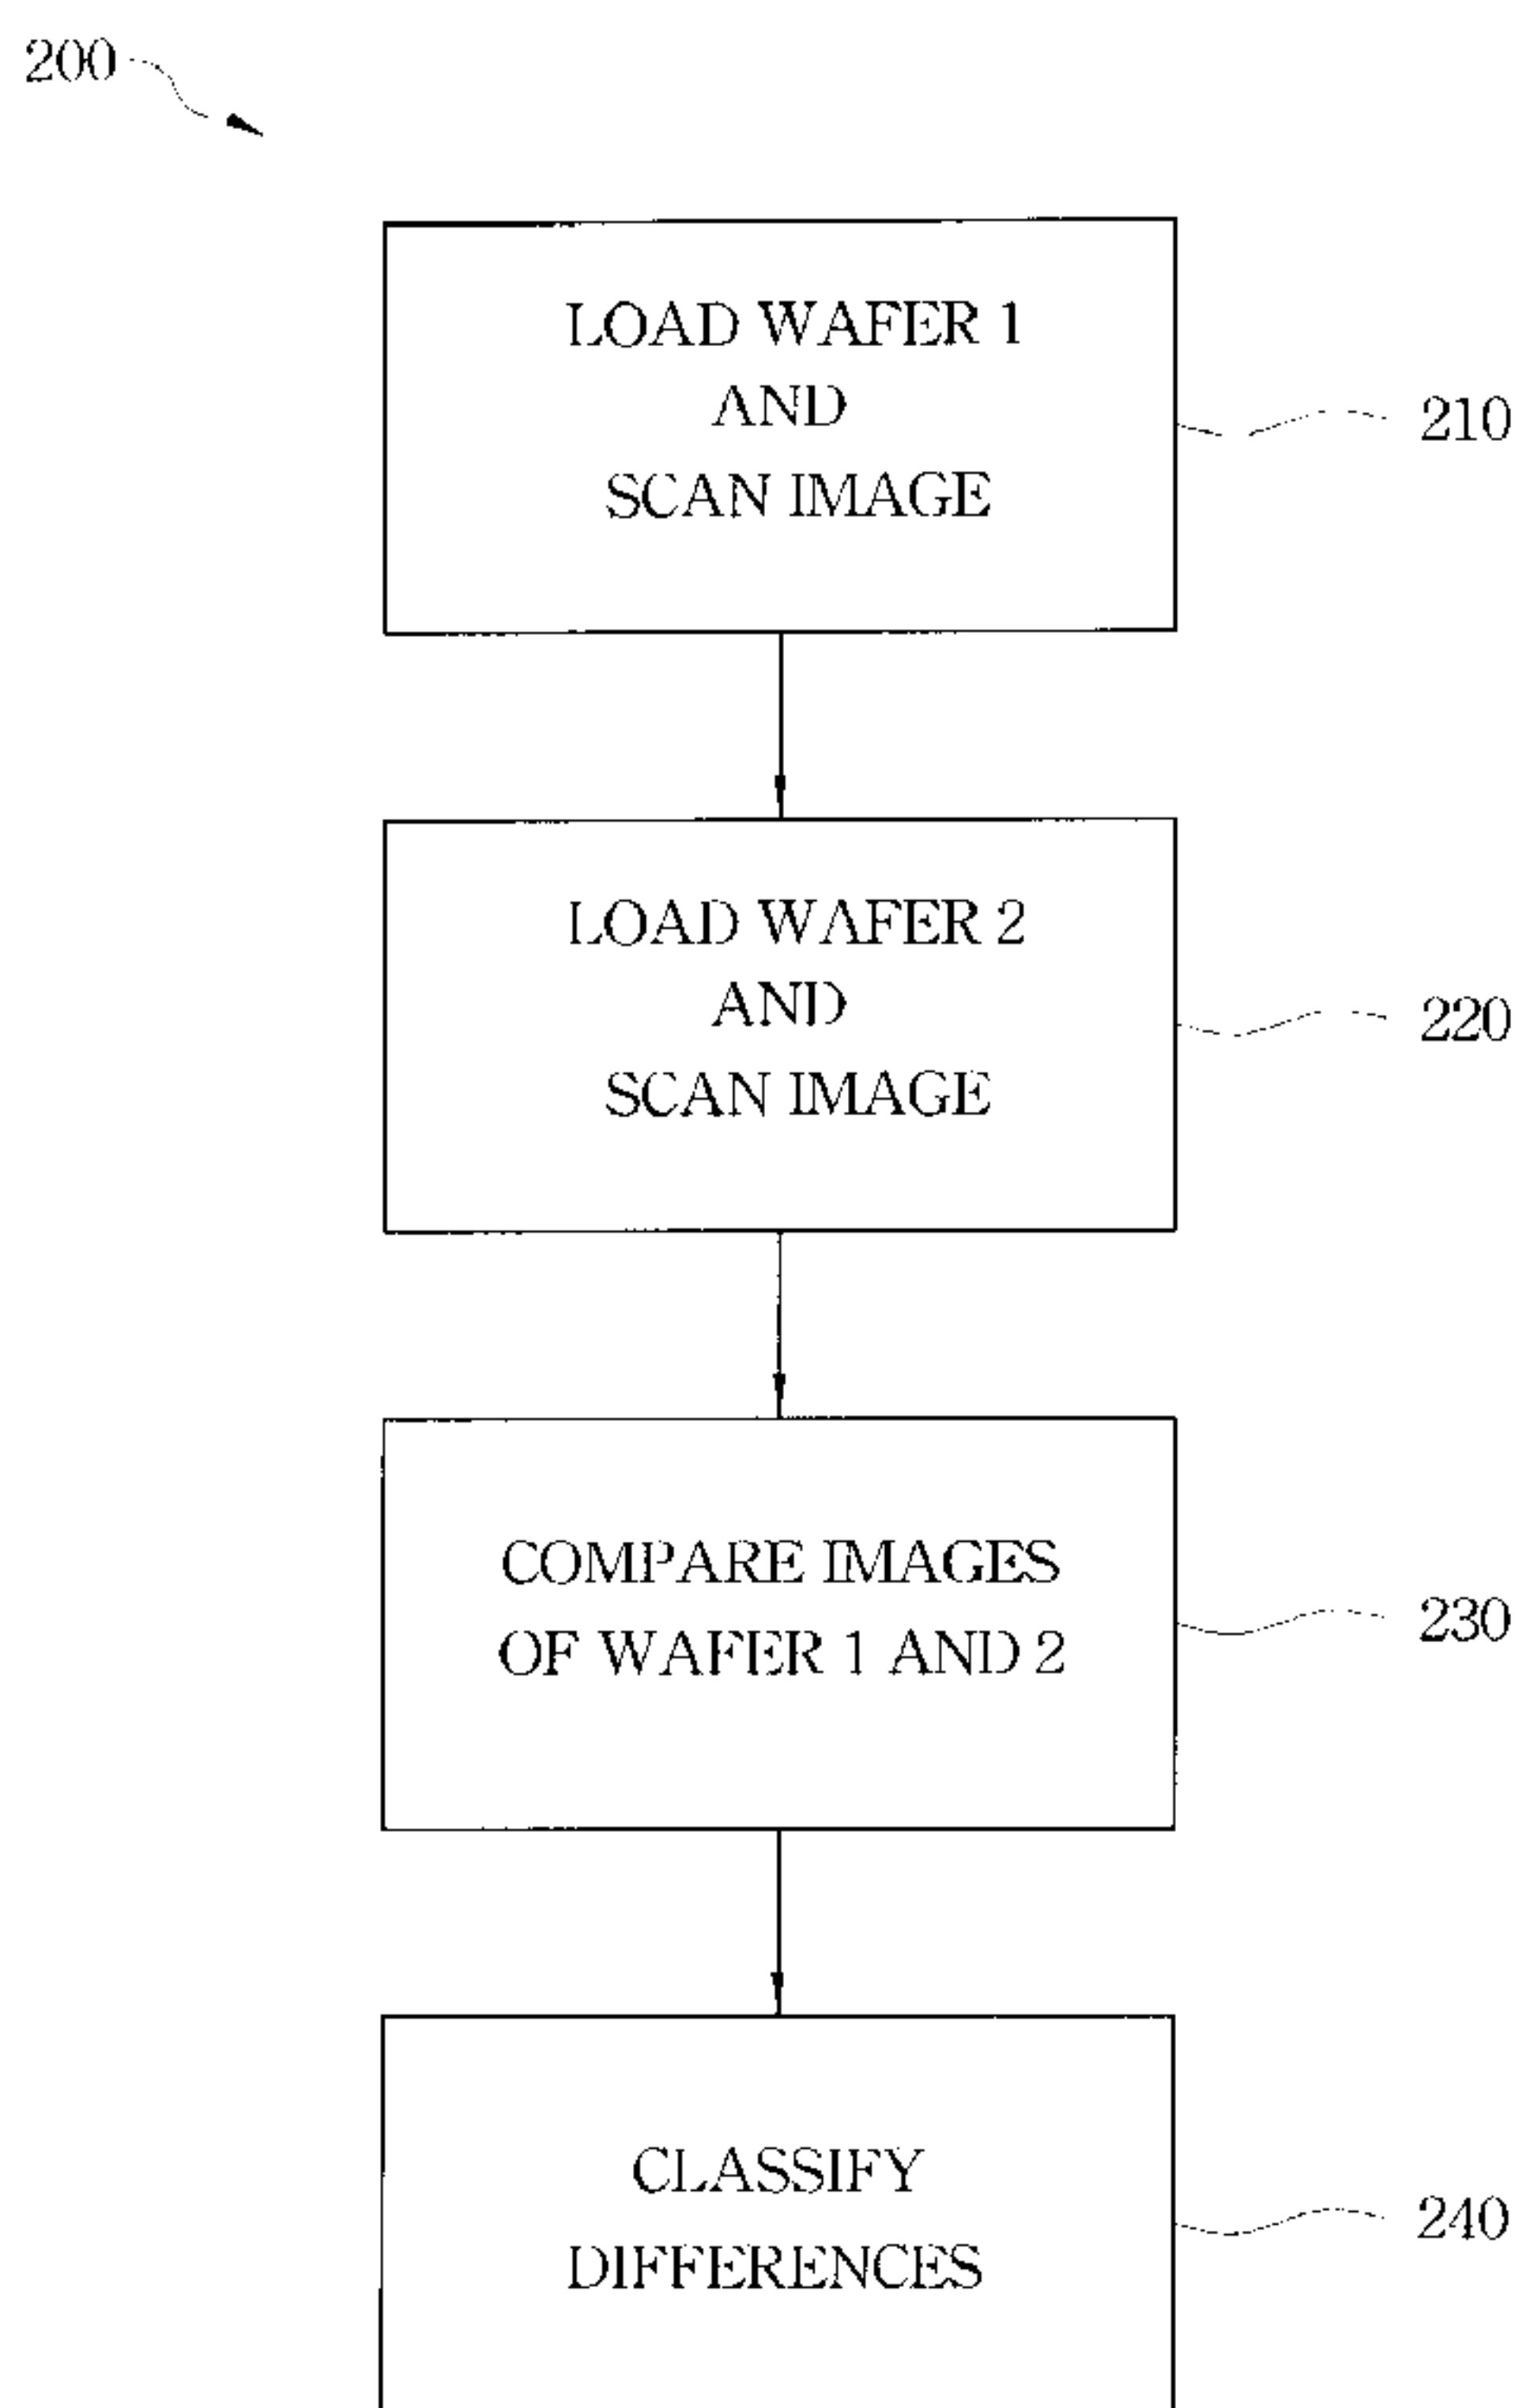 200
LOAD WAFER 1
AND
SCAN IMAGE
210
LOAD WAFER 2
AND
SCAN IMAGE
220
COMPARE IMAGES
OF WAFER 1 AND 2
230
CLASSIFY
DIFFERENCES
240